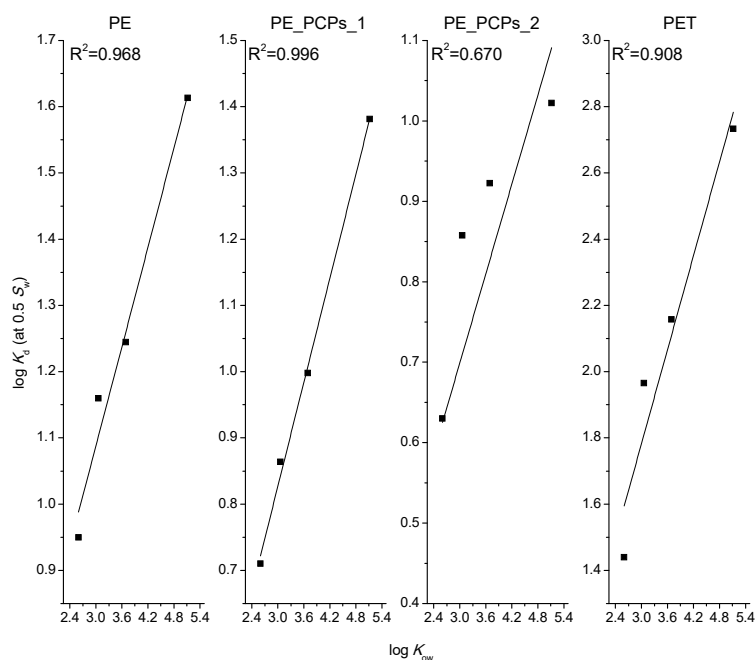 PE
PE_PCPs_1
PE_PCPs_2
PET
R²=0.968
R²=0.996
R²=0.670
R²=0.908
log K_d (at 0.5 S_w)
1.7
1.6
1.5
1.4
1.3
1.2
1.1
1.0
0.9
1.5
1.4
1.3
1.2
1.1
1.0
0.9
0.8
0.7
1.1
1.0
0.9
0.8
0.7
0.6
0.5
0.4
3.0
2.8
2.6
2.4
2.2
2.0
1.8
1.6
1.4
2.4 3.0 3.6 4.2 4.8 5.4
2.4 3.0 3.6 4.2 4.8 5.4
2.4 3.0 3.6 4.2 4.8 5.4
2.4 3.0 3.6 4.2 4.8 5.4
log K_ow